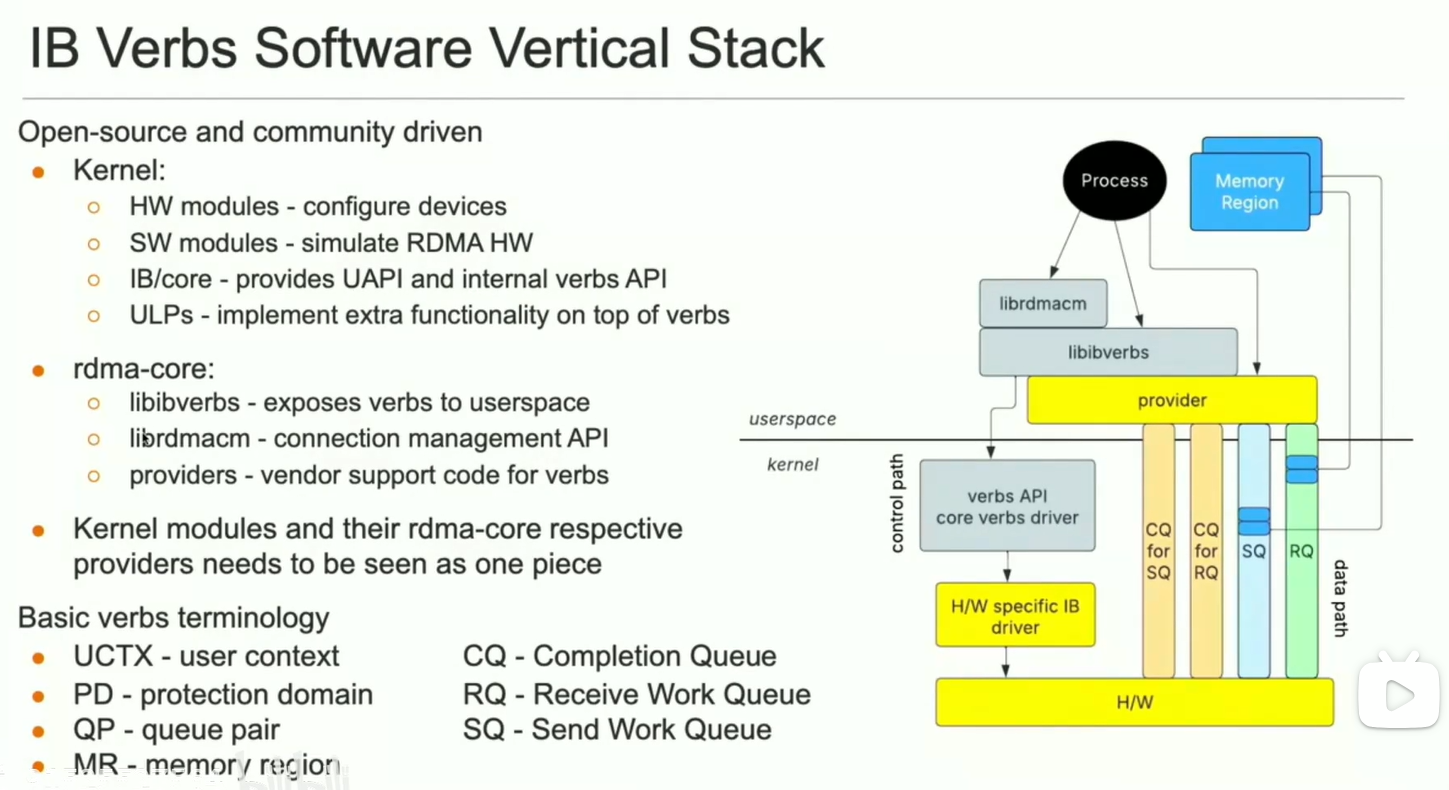 IB Verbs Software Vertical Stack
Open-source and community driven
Kernel:
HW modules - configure devices
SW modules - simulate RDMA HW
IB/core - provides UAPI and internal verbs API
ULPs - implement extra functionality on top of verbs
rdma-core:
libibverbs - exposes verbs to userspace
librdmacm - connection management API
providers - vendor support code for verbs
Kernel modules and their rdma-core respective
providers needs to be seen as one piece
Basic verbs terminology
UCTX - user context
PD - protection domain
QP - queue pair
MR - memory region
CQ - Completion Queue
RQ - Receive Work Queue
SQ - Send Work Queue
Process
Memory
Region
librdmacm
libibverbs
provider
userspace
kernel
control path
verbs API
core verbs driver
H/W specific IB
driver
CQ
for
SQ
CQ
for
RQ
SQ
RQ
data path
H/W